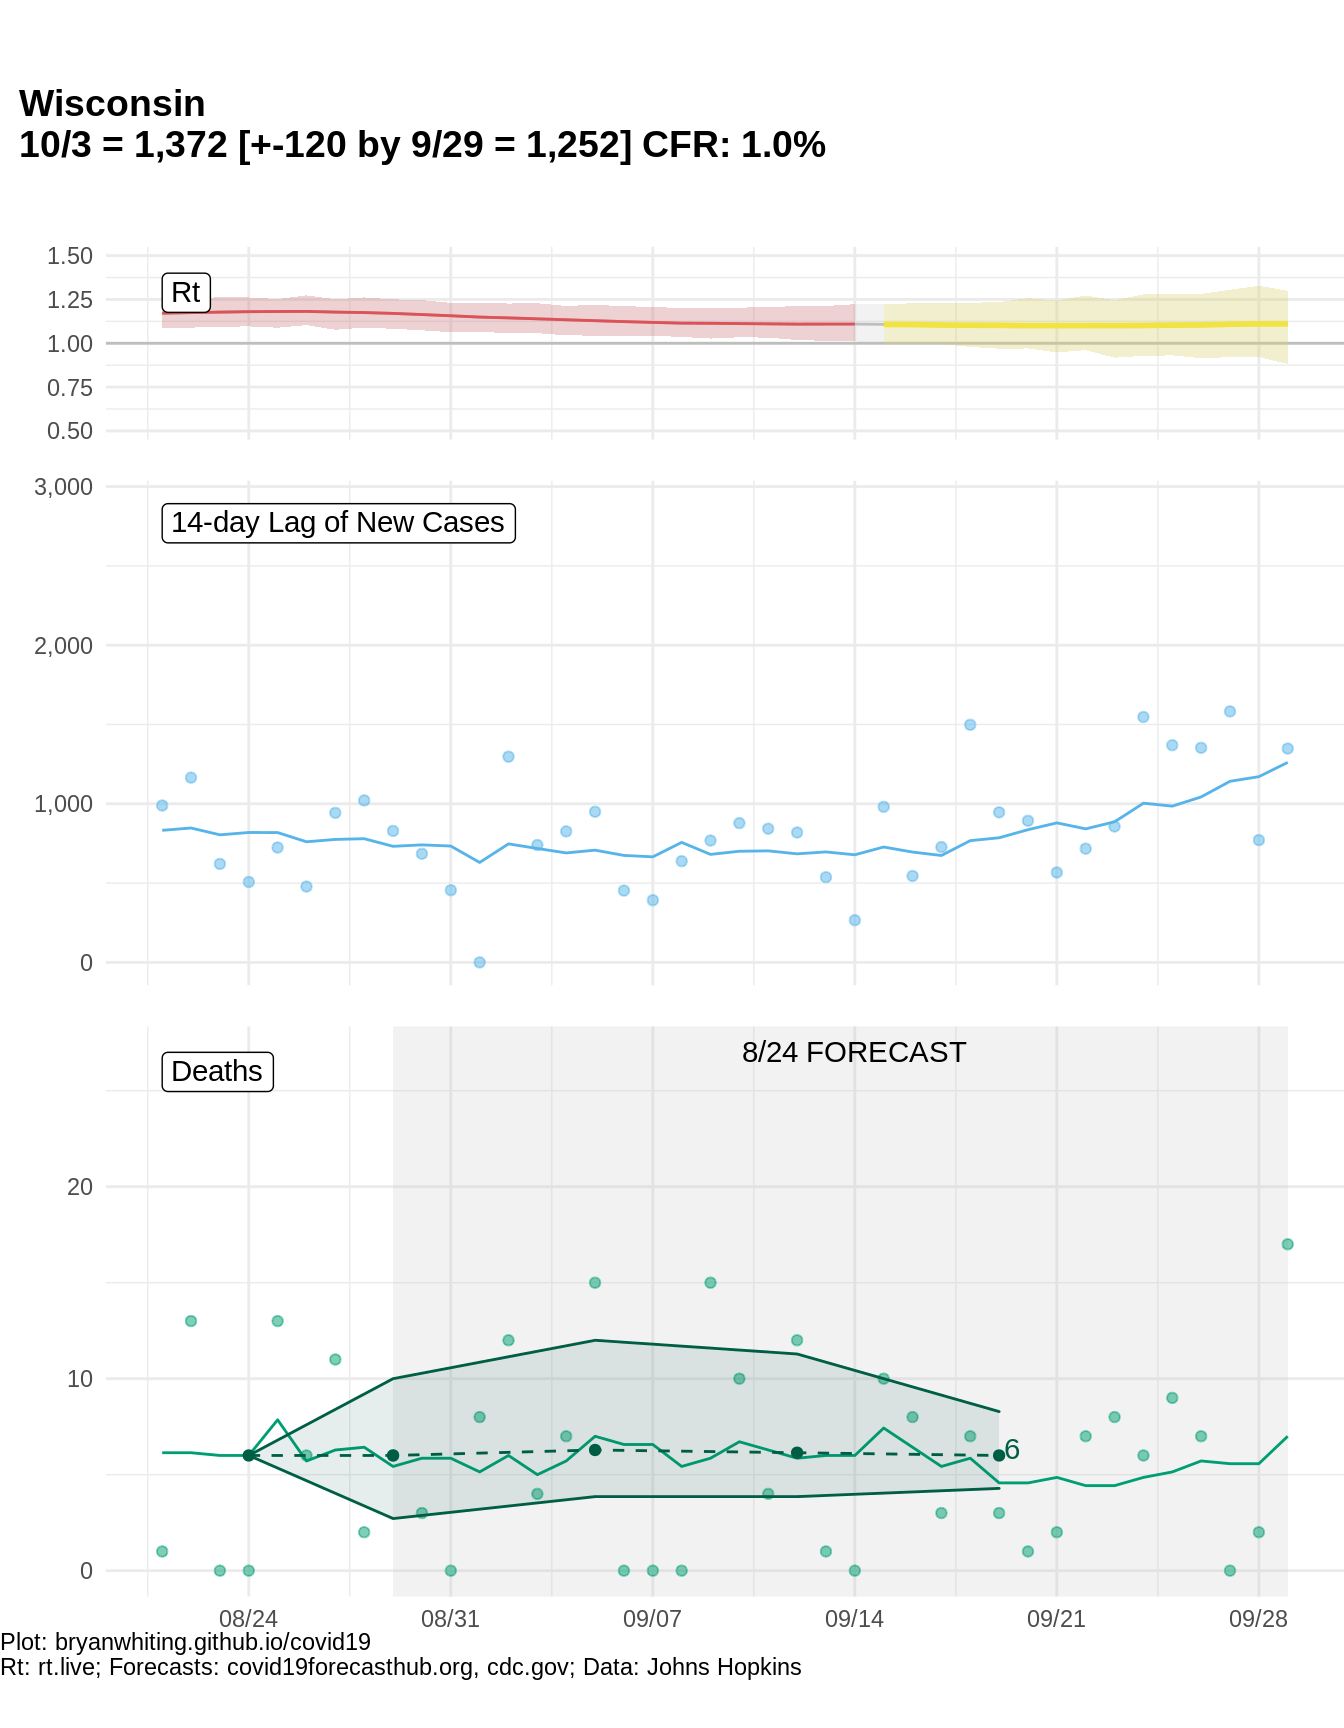 Wisconsin
10/3 = 1,372 [+-120 by 9/29 = 1,252] CFR: 1.0%
1.50
Rt
1.25
1.00
0.75
0.50
3,000
14-day Lag of New Cases
2,000
1,000
0
8/24 FORECAST
Deaths
20
10
6
0
08/24 08/31 09/07 09/14 09/21 09/28
Plot: bryanwhiting.github.io/covid19
Rt: rt.live; Forecasts: covid19forecasthub.org, cdc.gov; Data: Johns Hopkins